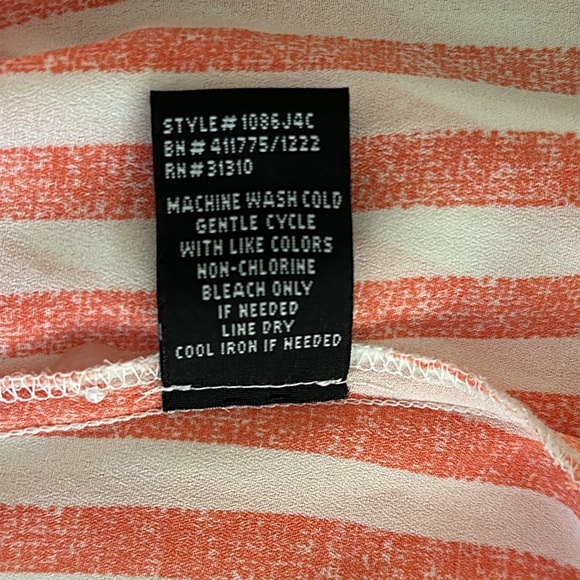 STYLE# 1086J4C
BN# 411775/1222
RN#31310
MACHINE WASH COLD
GENTLE CYCLE
WITH LIKE COLORS
NON-CHLORINE
BLEACH ONLY
IF NEEDED
LINE DRY
COOL IRON IF NEEDED